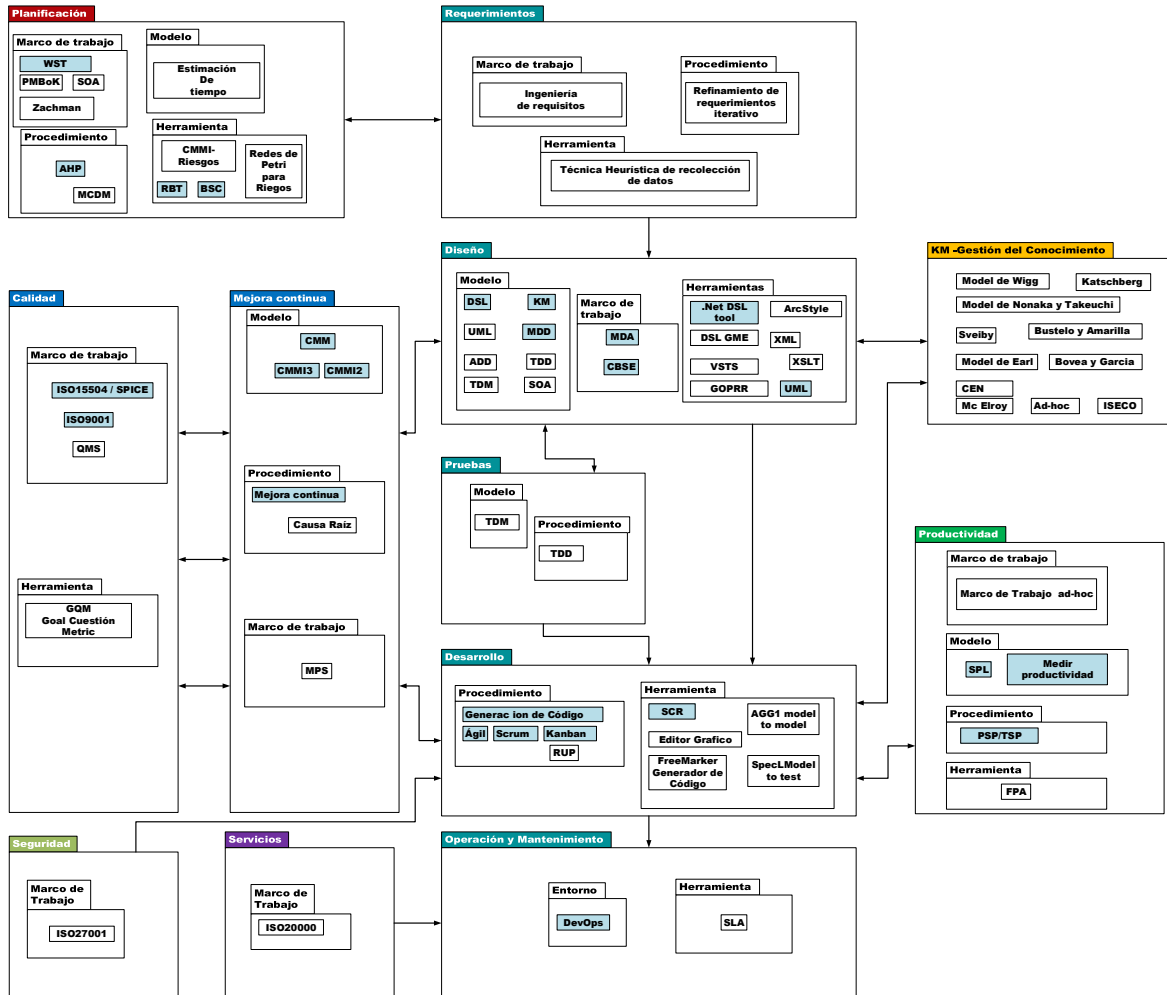 Planificación
Marco de trabajo
WST
PMBoK
SOA
Zachman
Modelo
Estimación
De
tiempo
Procedimiento
AHP
MCDM
Herramienta
CMMI-
Riesgos
RBT
BSC
Redes de
Petri
para
Riegos
Requerimientos
Marco de trabajo
Ingeniería
de requisitos
Procedimiento
Refinamiento de
requerimientos
iterativo
Herramienta
Técnica Heurística de recolección
de datos
Calidad
Marco de trabajo
ISO15504 / SPICE
ISO9001
QMS
Herramienta
GQM
Goal Cuestión
Metric
Mejora continua
Modelo
CMM
CMMI3
CMMI2
Procedimiento
Mejora continua
Causa Raíz
Marco de trabajo
MPS
Diseño
Modelo
DSL
KM
UML
MDD
ADD
TDD
TDM
SOA
Marco de
trabajo
MDA
CBSE
Herramientas
.Net DSL
tool
ArcStyle
DSL GME
XML
VSTS
XSLT
GOPRR
UML
KM -Gestión del Conocimiento
Model de Wigg
Katschberg
Model de Nonaka y Takeuchi
Sveiby
Bustelo y Amarilla
Model de Earl
Bovea y Garcia
CEN
Mc Elroy
Ad-hoc
ISECO
Pruebas
Modelo
TDM
Procedimiento
TDD
Productividad
Marco de trabajo
Marco de Trabajo  ad-hoc
Modelo
SPL
Medir
productividad
Procedimiento
PSP/TSP
Herramienta
FPA
Desarrollo
Procedimiento
Generac ion de Código
Ágil
Scrum
Kanban
RUP
Herramienta
SCR
AGG1 model
to model
Editor Grafico
FreeMarker
Generador de
Código
SpecLModel
to test
Seguridad
Marco de
Trabajo
ISO27001
Servicios
Marco de
Trabajo
ISO20000
Operación y Mantenimiento
Entorno
DevOps
Herramienta
SLA